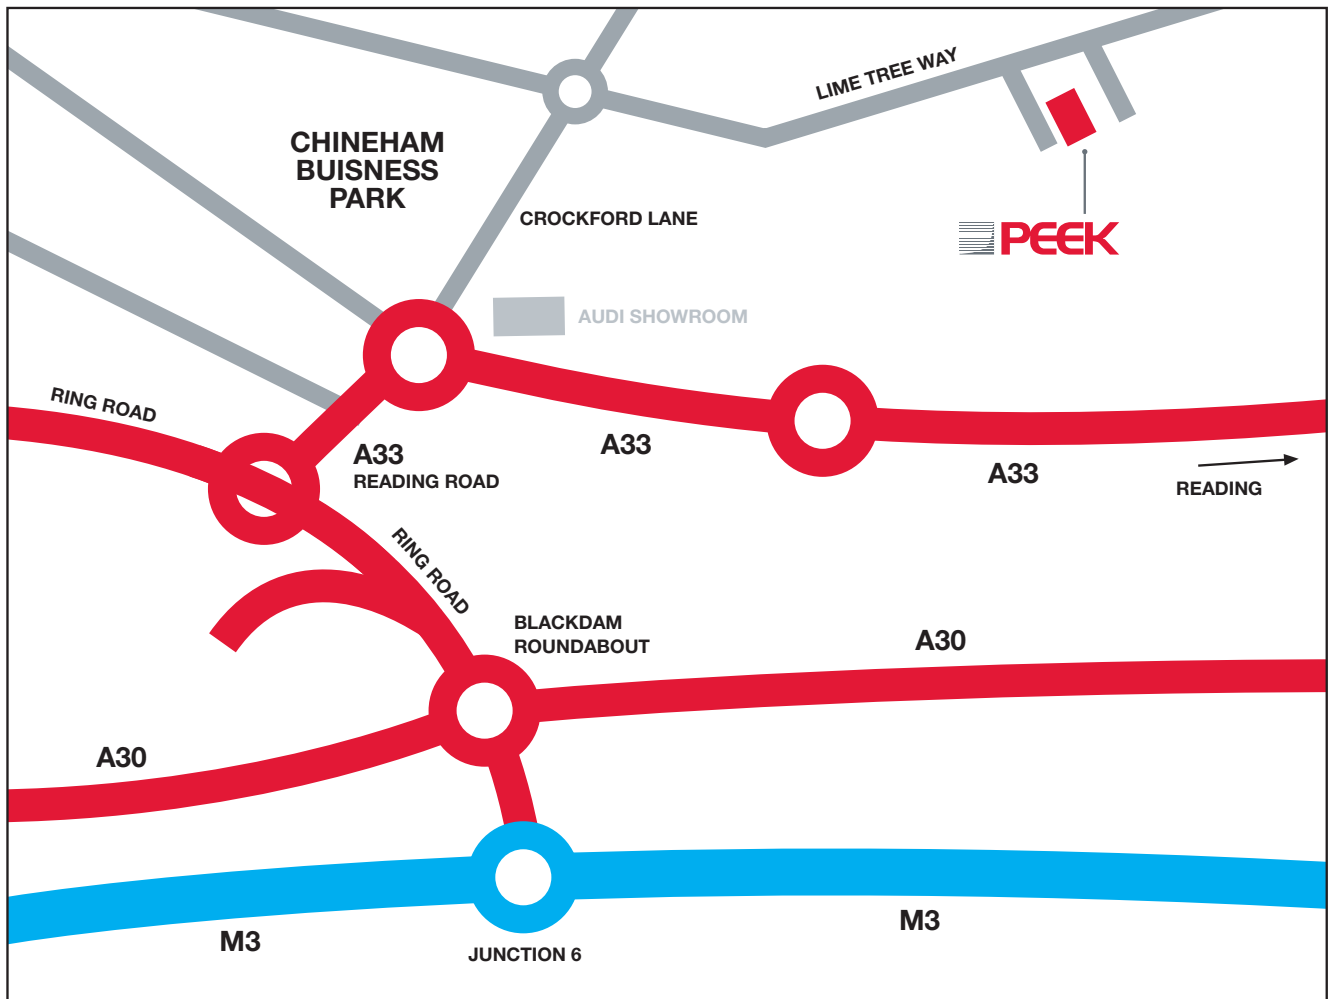 LIME TREE WAY
CHINEHAM
BUISNESS
PARK
CROCKFORD LANE
PEEK
AUDI SHOWROOM
RING ROAD
A33
READING ROAD
A33
A33
READING
RING ROAD
BLACKDAM
ROUNDABOUT
A30
A30
M3
M3
JUNCTION 6